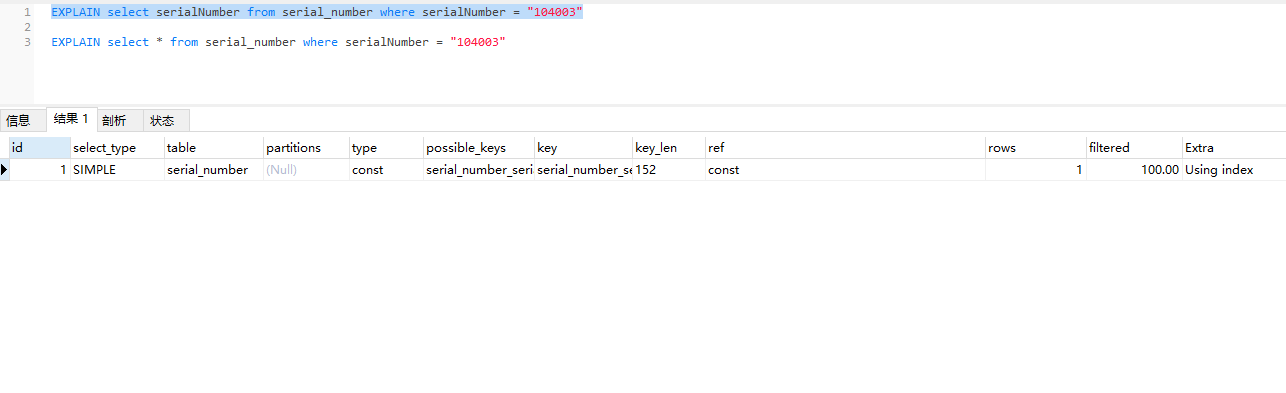 1 EXPLAIN select serialNumber from serial_number where serialNumber = "104003"
2
3 EXPLAIN select * from serial_number where serialNumber = "104003"
信息 结果 1 剖析 状态
id select_type table partitions type possible_keys key key_len ref rows filtered Extra
1 SIMPLE serial_number (Null) const serial_number_seri serial_number_se 152 const 1 100.00 Using index